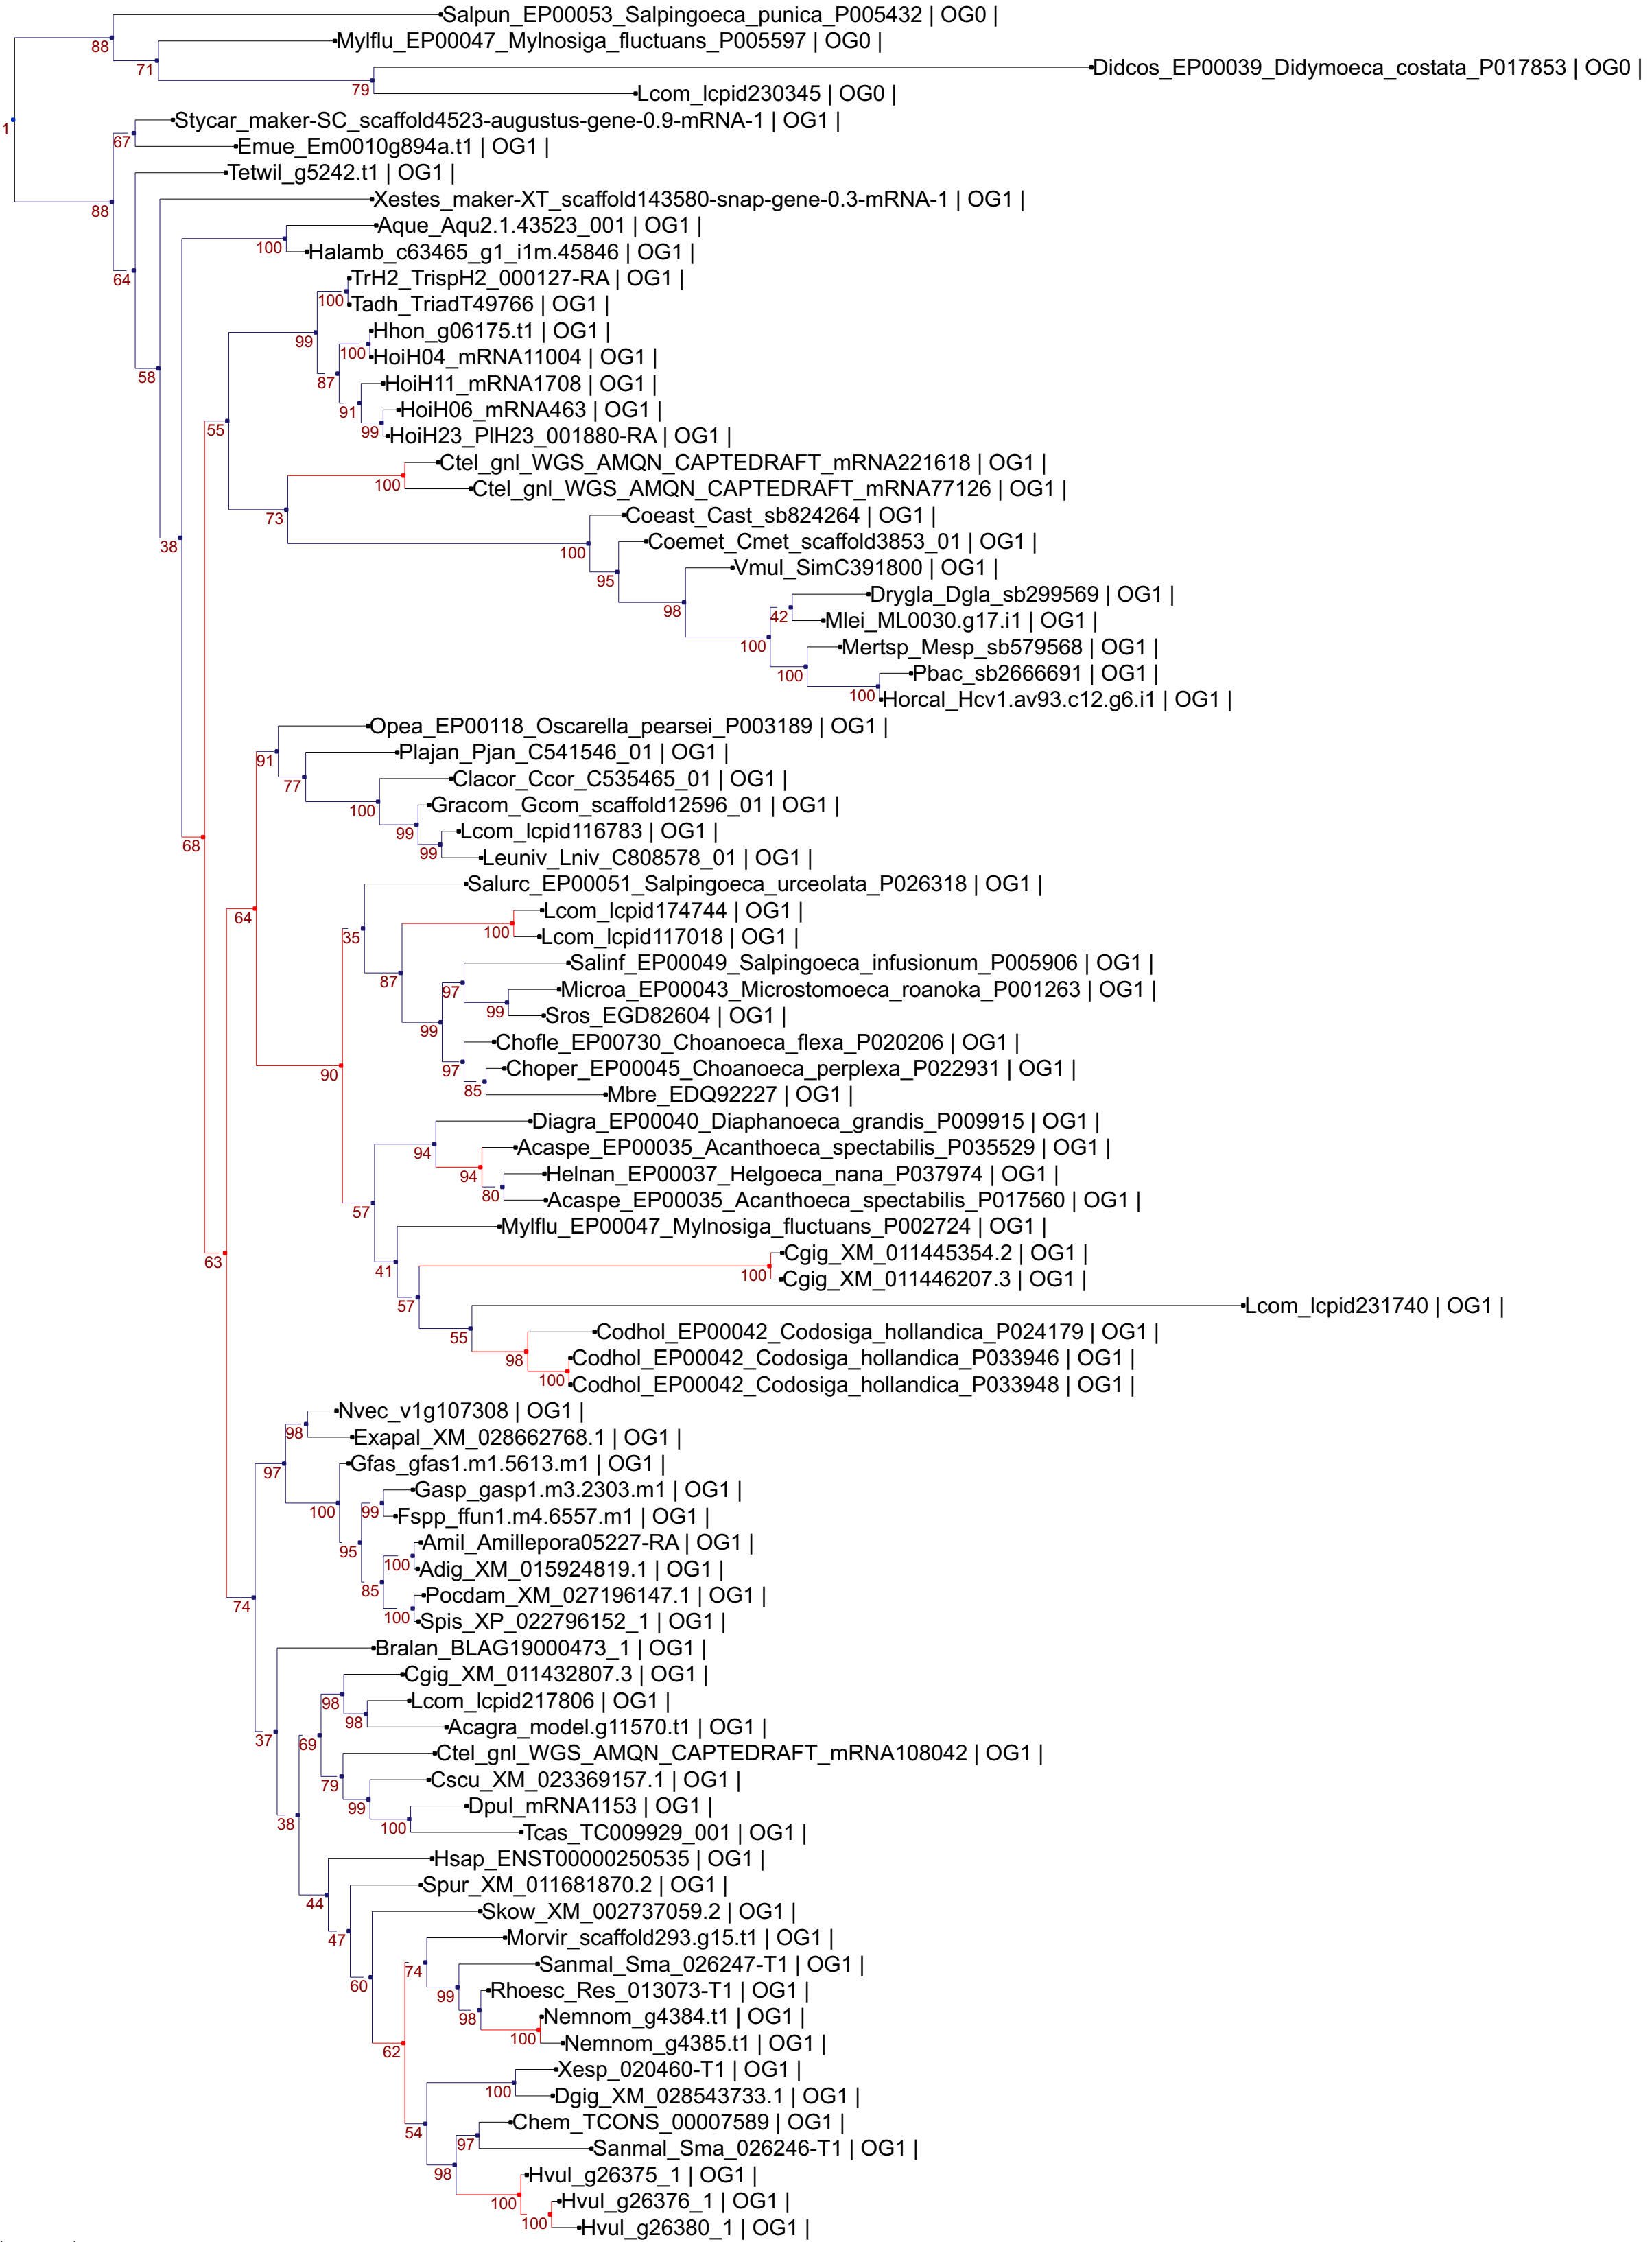 Salpun_EP00053_Salpingoeca_punica_P005432 | OG0 |
88
Mylflu_EP00047_Mylnosiga_fluctuans_P005597 | OG0 |
71
Didcos_EP00039_Didymoeca_costata_P017853 | OG0 |
79
Lcom_lcpid230345 | OG0 |
1
Stycar_maker-SC_scaffold4523-augustus-gene-0.9-mRNA-1 | OG1 |
67
Emue_Em0010g894a.t1 | OG1 |
Tetwil_g5242.t1 | OG1 |
88
Xestes_maker-XT_scaffold143580-snap-gene-0.3-mRNA-1 | OG1 |
Aque_Aqu2.1.43523_001 | OG1 |
100
Halamb_c63465_g1_i1m.45846 | OG1 |
64
TrH2_TrispH2_000127-RA | OG1 |
100
Tadh_TriadT49766 | OG1 |
99
Hhon_g06175.t1 | OG1 |
100
HoiH04_mRNA11004 | OG1 |
58
87
HoiH11_mRNA1708 | OG1 |
91
HoiH06_mRNA463 | OG1 |
55
99
HoiH23_PlH23_001880-RA | OG1 |
Ctel_gnl_WGS_AMQN_CAPTEDRAFT_mRNA221618 | OG1 |
100
Ctel_gnl_WGS_AMQN_CAPTEDRAFT_mRNA77126 | OG1 |
73
Coeast_Cast_sb824264 | OG1 |
38
100
Coemet_Cmet_scaffold3853_01 | OG1 |
95
Vmul_SimC391800 | OG1 |
98
Drygla_Dgla_sb299569 | OG1 |
42
Mlei_ML0030.g17.i1 | OG1 |
100
Mertsp_Mesp_sb579568 | OG1 |
100
Pbac_sb2666691 | OG1 |
100
Horcal_Hcv1.av93.c12.g6.i1 | OG1 |
Opea_EP00118_Oscarella_pearsei_P003189 | OG1 |
91
Plajan_Pjan_C541546_01 | OG1 |
77
Clacor_Ccor_C535465_01 | OG1 |
100
Gracom_Gcom_scaffold12596_01 | OG1 |
99
Lcom_lcpid116783 | OG1 |
68
99
Leuniv_Lniv_C808578_01 | OG1 |
Salurc_EP00051_Salpingoeca_urceolata_P026318 | OG1 |
64
Lcom_lcpid174744 | OG1 |
35
100
Lcom_lcpid117018 | OG1 |
Salinf_EP00049_Salpingoeca_infusionum_P005906 | OG1 |
87
97
Microa_EP00043_Microstomoeca_roanoka_P001263 | OG1 |
99
Sros_EGD82604 | OG1 |
99
Chofle_EP00730_Choanoeca_flexa_P020206 | OG1 |
97
Choper_EP00045_Choanoeca_perplexa_P022931 | OG1 |
90
85
Mbre_EDQ92227 | OG1 |
Diagra_EP00040_Diaphanoeca_grandis_P009915 | OG1 |
94
Acaspe_EP00035_Acanthoeca_spectabilis_P035529 | OG1 |
94
Helnan_EP00037_Helgoeca_nana_P037974 | OG1 |
80
Acaspe_EP00035_Acanthoeca_spectabilis_P017560 | OG1 |
57
Mylflu_EP00047_Mylnosiga_fluctuans_P002724 | OG1 |
63
Cgig_XM_011445354.2 | OG1 |
41
100
Cgig_XM_011446207.3 | OG1 |
57
Lcom_lcpid231740 | OG1 |
55
Codhol_EP00042_Codosiga_hollandica_P024179 | OG1 |
98
Codhol_EP00042_Codosiga_hollandica_P033946 | OG1 |
100
Codhol_EP00042_Codosiga_hollandica_P033948 | OG1 |
Nvec_v1g107308 | OG1 |
98
Exapal_XM_028662768.1 | OG1 |
97
Gfas_gfas1.m1.5613.m1 | OG1 |
Gasp_gasp1.m3.2303.m1 | OG1 |
100
99
Fspp_ffun1.m4.6557.m1 | OG1 |
95
Amil_Amillepora05227-RA | OG1 |
100
Adig_XM_015924819.1 | OG1 |
85
Pocdam_XM_027196147.1 | OG1 |
74
100
Spis_XP_022796152_1 | OG1 |
Bralan_BLAG19000473_1 | OG1 |
Cgig_XM_011432807.3 | OG1 |
98
Lcom_lcpid217806 | OG1 |
98
Acagra_model.g11570.t1 | OG1 |
37
69
Ctel_gnl_WGS_AMQN_CAPTEDRAFT_mRNA108042 | OG1 |
79
Cscu_XM_023369157.1 | OG1 |
99
Dpul_mRNA1153 | OG1 |
38
100
Tcas_TC009929_001 | OG1 |
Hsap_ENST00000250535 | OG1 |
44
Spur_XM_011681870.2 | OG1 |
Skow_XM_002737059.2 | OG1 |
47
Morvir_scaffold293.g15.t1 | OG1 |
74
Sanmal_Sma_026247-T1 | OG1 |
60
99
Rhoesc_Res_013073-T1 | OG1 |
98
Nemnom_g4384.t1 | OG1 |
100
Nemnom_g4385.t1 | OG1 |
62
Xesp_020460-T1 | OG1 |
100
Dgig_XM_028543733.1 | OG1 |
Chem_TCONS_00007589 | OG1 |
54
97
Sanmal_Sma_026246-T1 | OG1 |
98
Hvul_g26375_1 | OG1 |
100
Hvul_g26376_1 | OG1 |
100
Hvul_g26380_1 | OG1 |